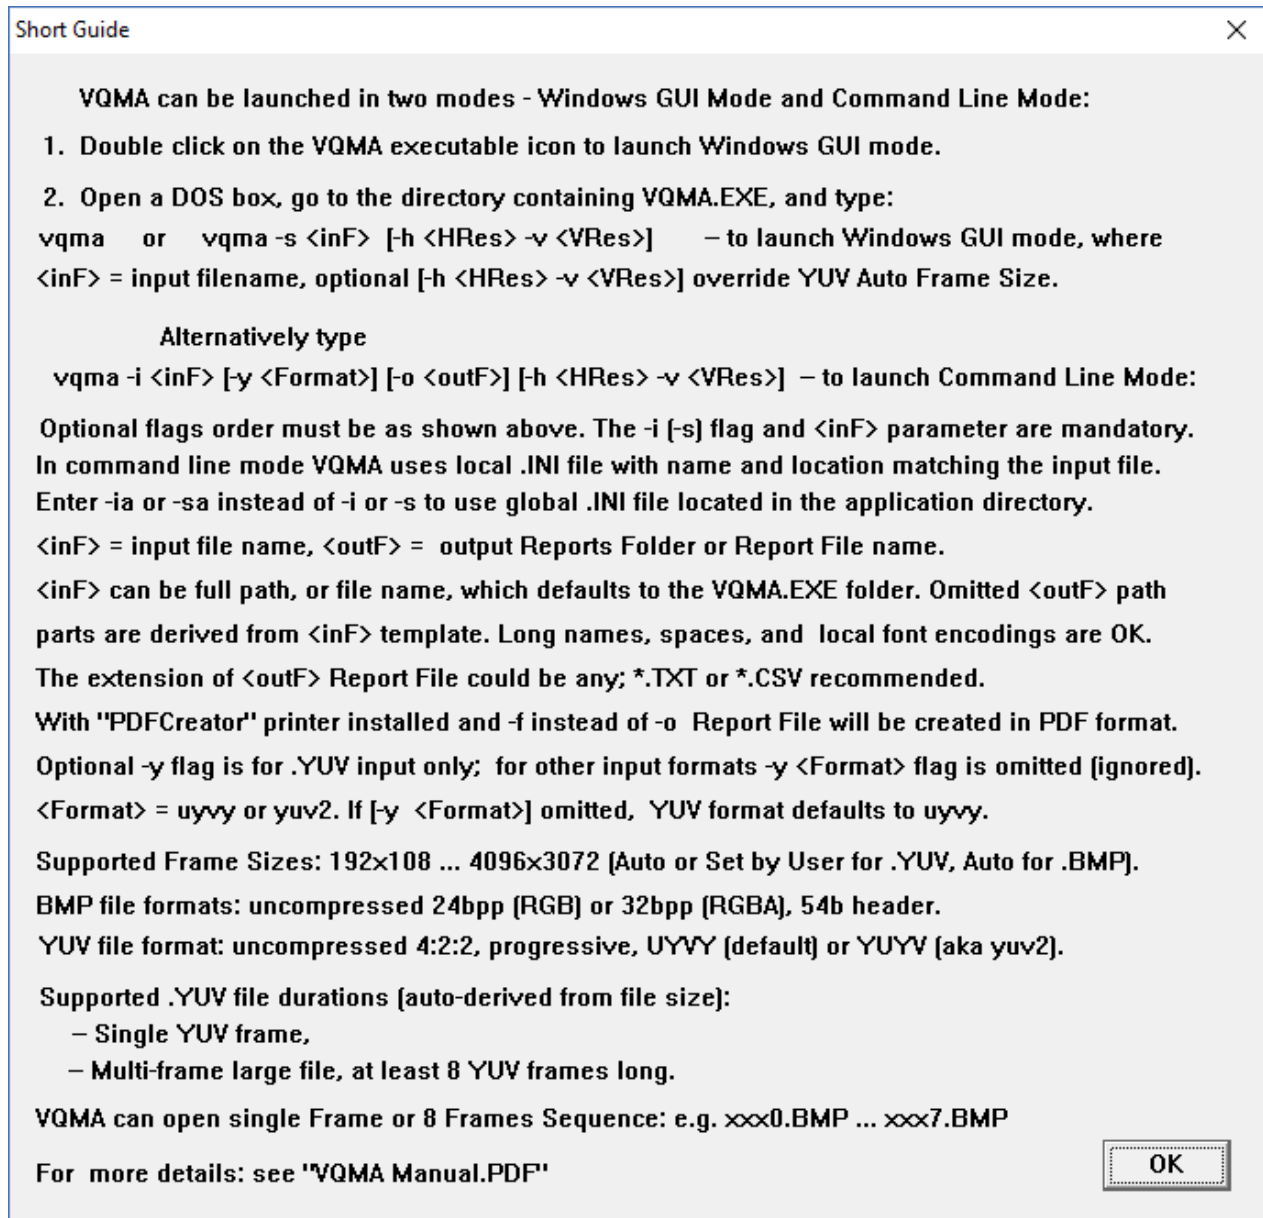 Short Guide
VQMA can be launched in two modes - Windows GUI Mode and Command Line Mode:
1. Double click on the VQMA executable icon to launch Windows GUI mode.
2. Open a DOS box, go to the directory containing VQMA.EXE, and type:
vqma or vqma -s <inF> [-h <HRes> -v <VRes>] – to launch Windows GUI mode, where
<inF> = input filename, optional [-h <HRes> -v <VRes>] override YUV Auto Frame Size.
Alternatively type
vqma -i <inF> [-y <Format>] [-o <outF>] [-h <HRes> -v <VRes>] – to launch Command Line Mode:
Optional flags order must be as shown above. The -i (-s) flag and <inF> parameter are mandatory.
In command line mode VQMA uses local .INI file with name and location matching the input file.
Enter -ia or -sa instead of -i or -s to use global .INI file located in the application directory.
<inF> = input file name, <outF> = output Reports Folder or Report File name.
<inF> can be full path, or file name, which defaults to the VQMA.EXE folder. Omitted <outF> path
parts are derived from <inF> template. Long names, spaces, and local font encodings are OK.
The extension of <outF> Report File could be any; *.TXT or *.CSV recommended.
With "PDFCreator" printer installed and -f instead of -o Report File will be created in PDF format.
Optional -y flag is for .YUV input only; for other input formats -y <Format> flag is omitted (ignored).
<Format> = uyvy or yuv2. If [-y <Format>] omitted, YUV format defaults to uyvy.
Supported Frame Sizes: 192x108 ... 4096x3072 (Auto or Set by User for .YUV, Auto for .BMP).
BMP file formats: uncompressed 24bpp (RGB) or 32bpp (RGBA), 54b header.
YUV file format: uncompressed 4:2:2, progressive, UYVY (default) or YUYV (aka yuv2).
Supported .YUV file durations (auto-derived from file size):
– Single YUV frame,
– Multi-frame large file, at least 8 YUV frames long.
VQMA can open single Frame or 8 Frames Sequence: e.g. xxx0.BMP ... xxx7.BMP
For more details: see "VQMA Manual.PDF"
OK